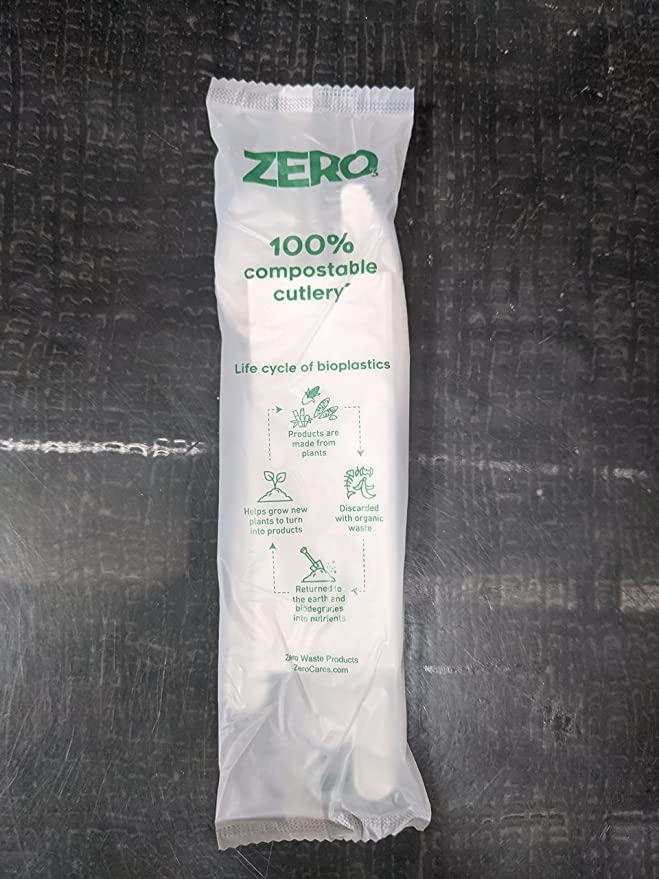 ZERO
100%
compostable
cutlery*
Life cycle of bioplastics
Products are
made from
plants
Discarded
with organic
waste
Returned to
the earth and
biodegrades
into nutrients
Helps grow new
plants to turn
into products
Zero Waste Products
ZeroCares.com